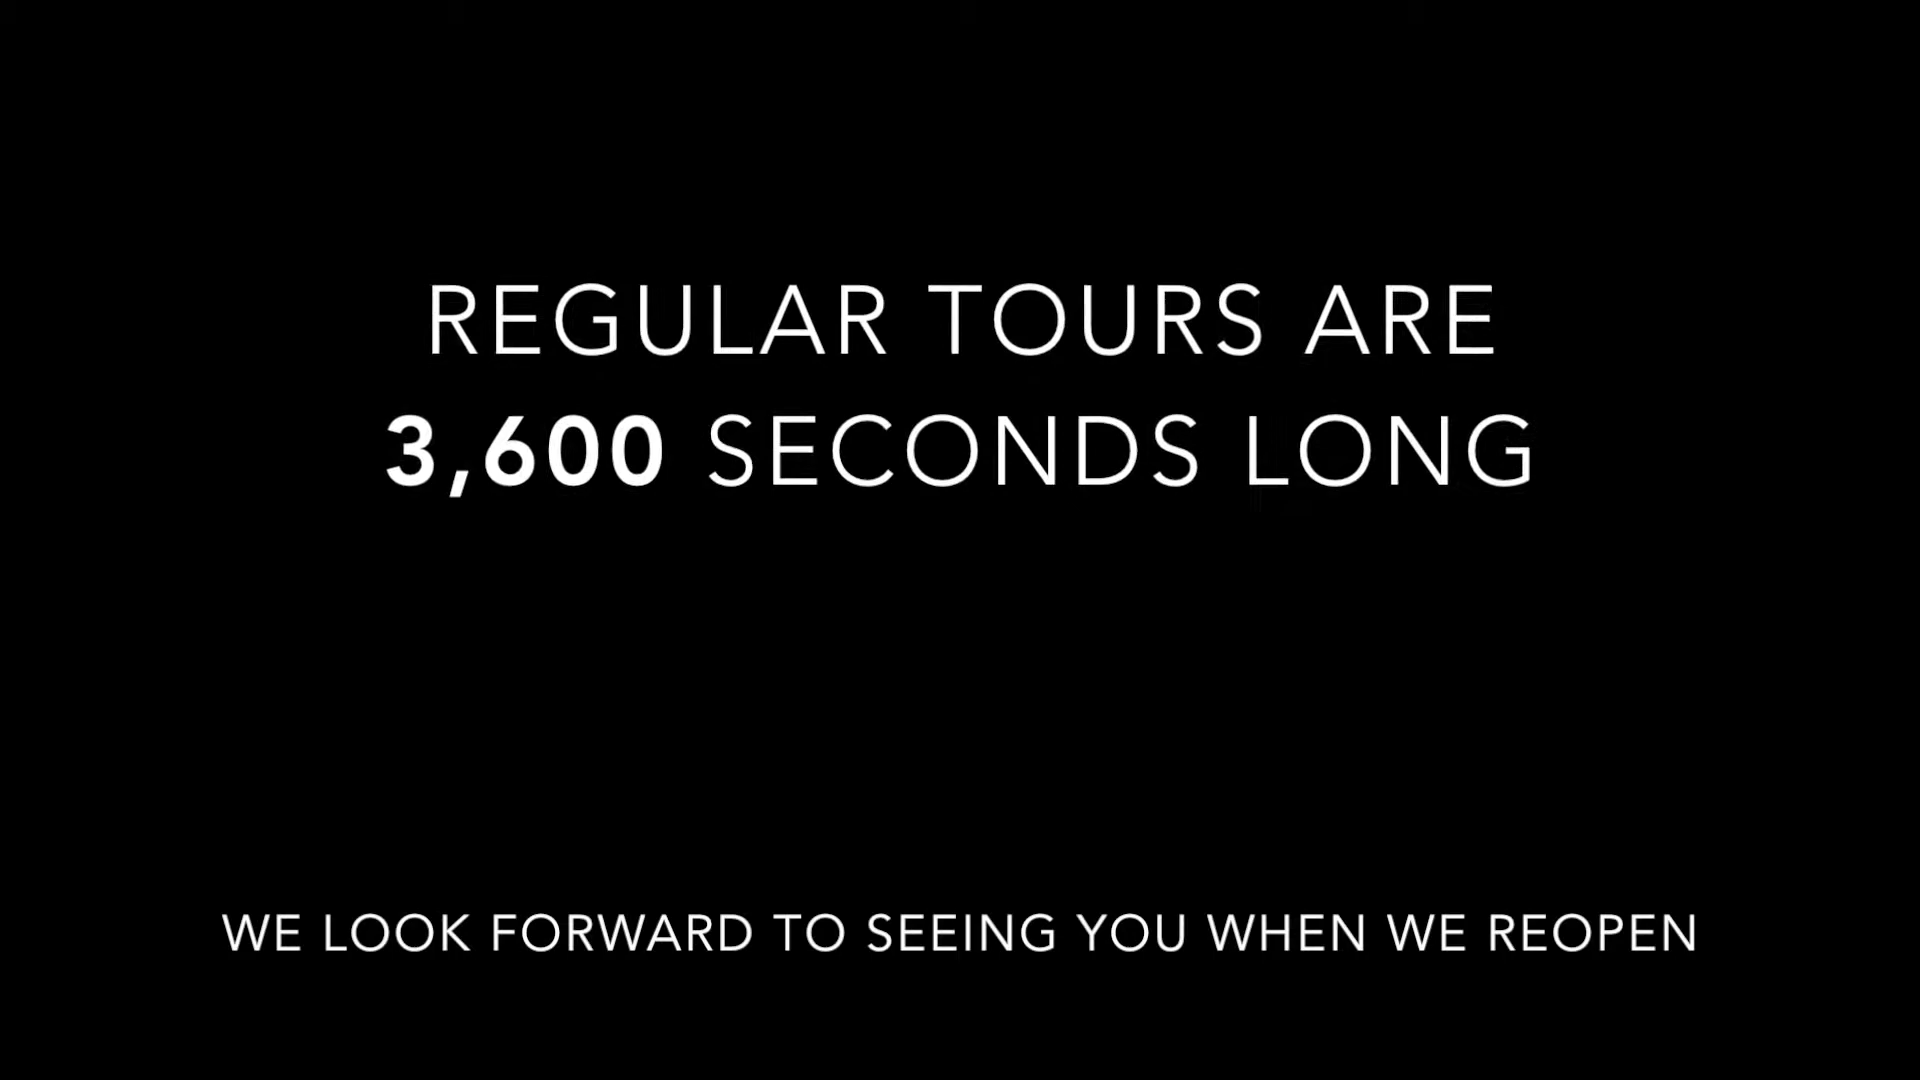 REGULAR TOURS ARE
3,600 SECONDS LONG
WE LOOK FORWARD TO SEEING YOU WHEN WE REOPEN